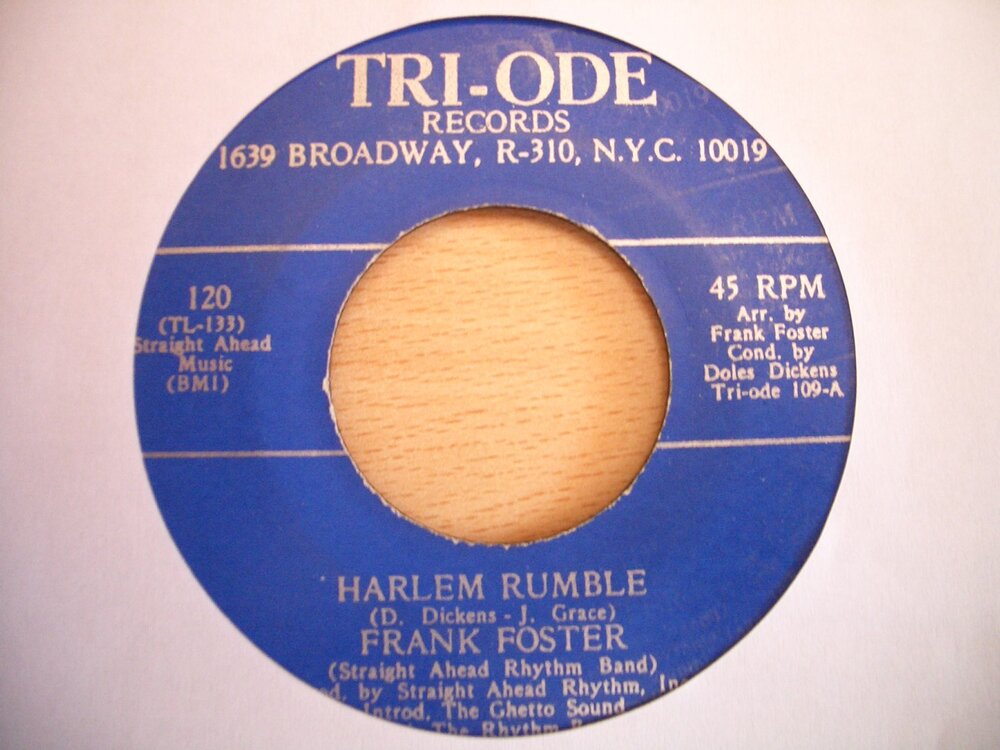 TRI-ODE
RECORDS
1639 BROADWAY, R-310, N.Y.C. 10019
120
(TL-133)
Straight Ahead
Music
(BMI)
45 RPM
Arr. by
Frank Foster
Cond. by
Doles Dickens
Tri-ode 109-A
HARLEM RUMBLE
(D. Dickens - J. Grace)
FRANK FOSTER
(Straight Ahead Rhythm Band)
by Straight Ahead Rhythm,
Introd. The Ghetto Sound
The Rhythm